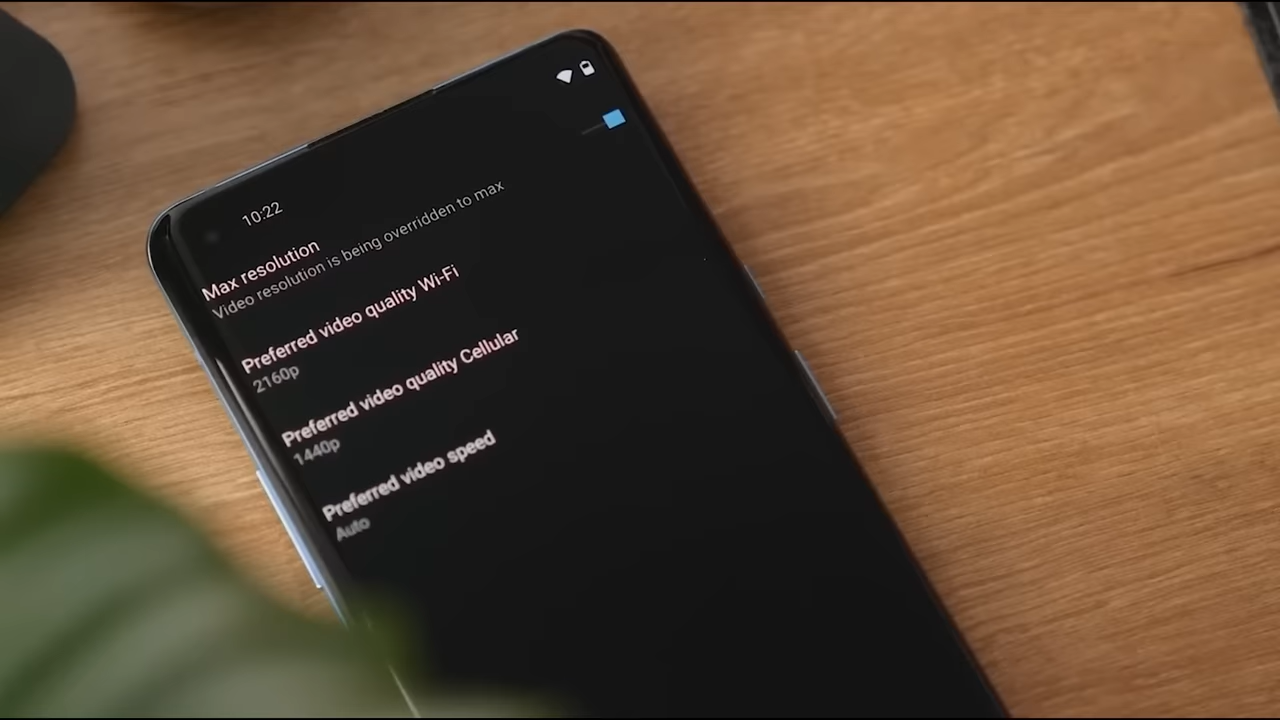 10:22
Max resolution
Video resolution is being overridden to max
Preferred video quality Wi-Fi
2160p
Preferred video quality Cellular
1440p
Preferred video speed
Auto